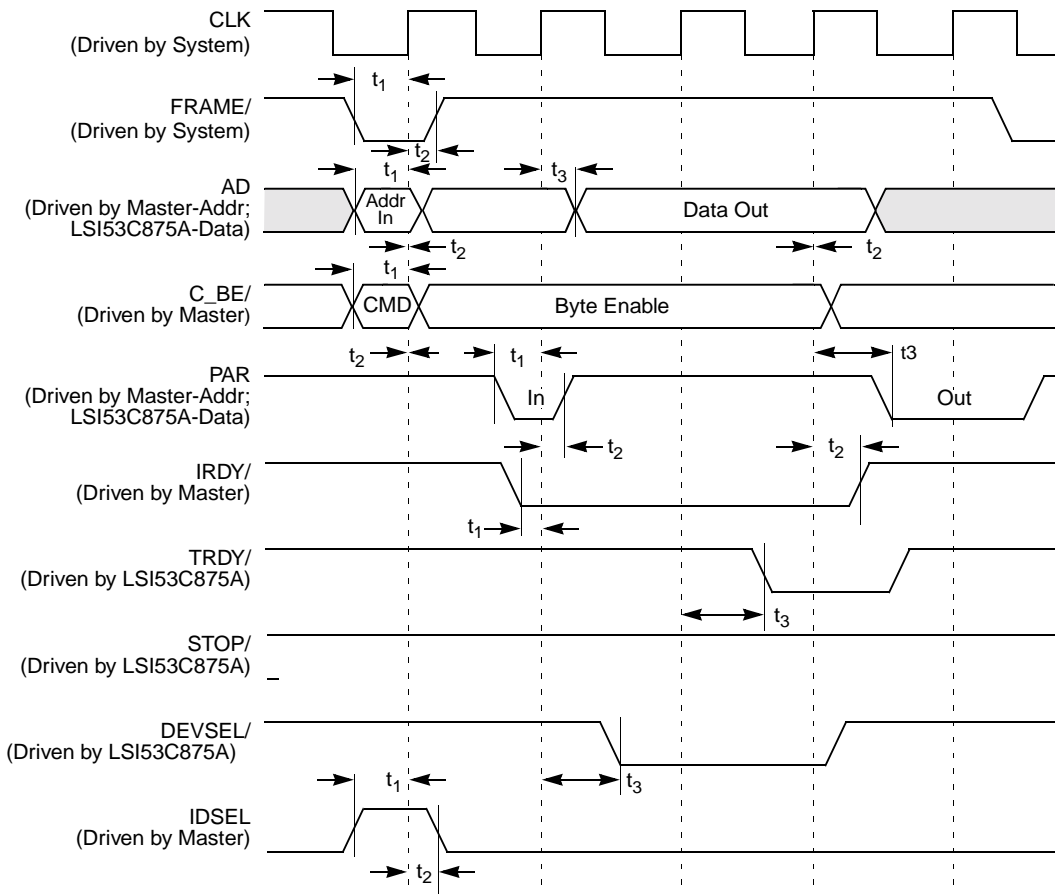 CLK
(Driven by System)
t1
FRAME/
(Driven by System)
t2
t1
t3
AD
(Driven by Master-Addr;
LSI53C875A-Data)
Addr
In
Data Out
t2
t2
t1
C_BE/
(Driven by Master)
CMD
Byte Enable
t2
t1
t3
PAR
(Driven by Master-Addr;
LSI53C875A-Data)
In
Out
t2
t2
IRDY/
(Driven by Master)
t1
TRDY/
(Driven by LSI53C875A)
t3
STOP/
(Driven by LSI53C875A)
DEVSEL/
(Driven by LSI53C875A)
t1
t3
IDSEL
(Driven by Master)
t2